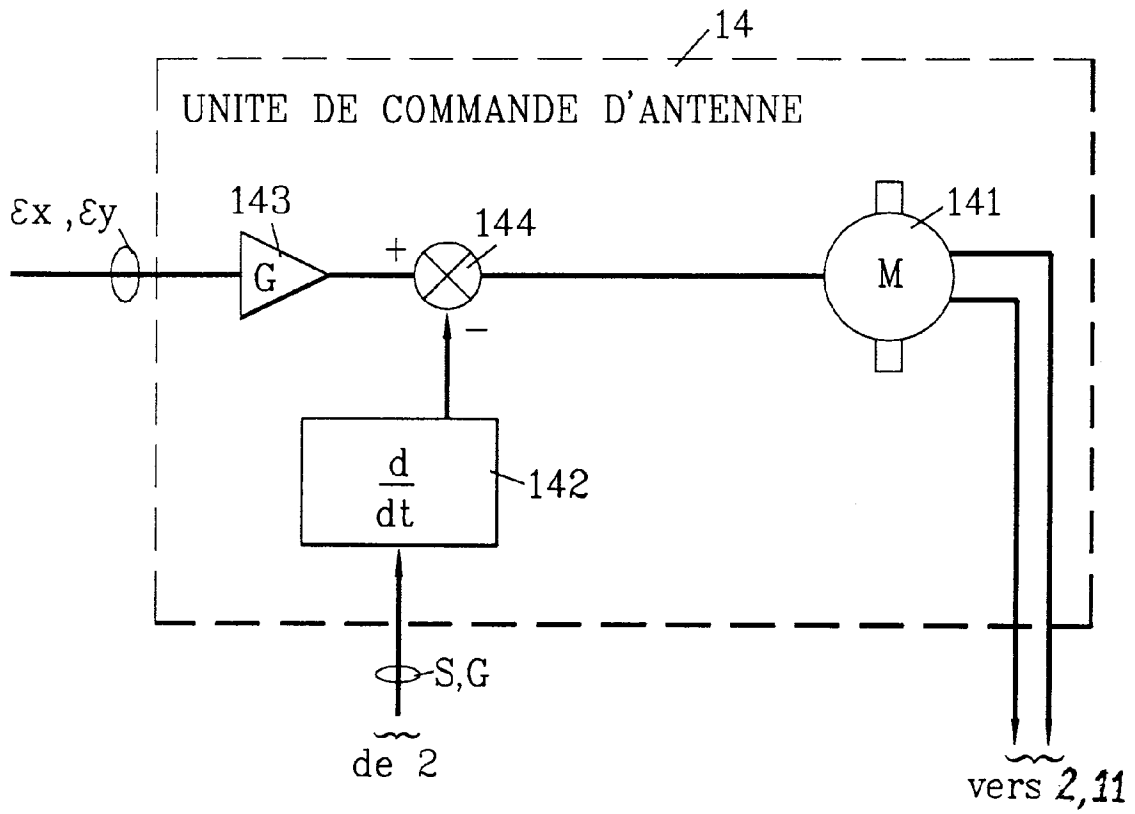 14
UNITE DE COMMANDE D'ANTENNE
εx , εy
143
G
+
144
−
141
M
d
dt
142
S,G
de 2
vers 2,11